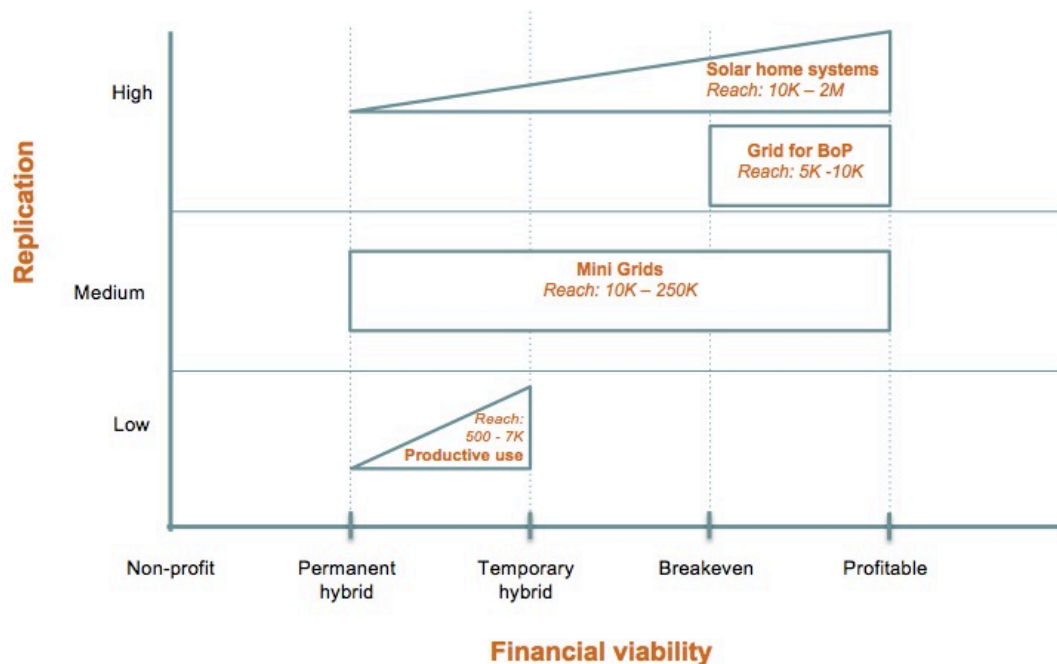 Replication
High
Solar home systems
Reach: 10K – 2M
Grid for BoP
Reach: 5K -10K
Medium
Mini Grids
Reach: 10K – 250K
Low
Reach:
500 - 7K
Productive use
Non-profit
Permanent
hybrid
Temporary
hybrid
Breakeven
Profitable
Financial viability